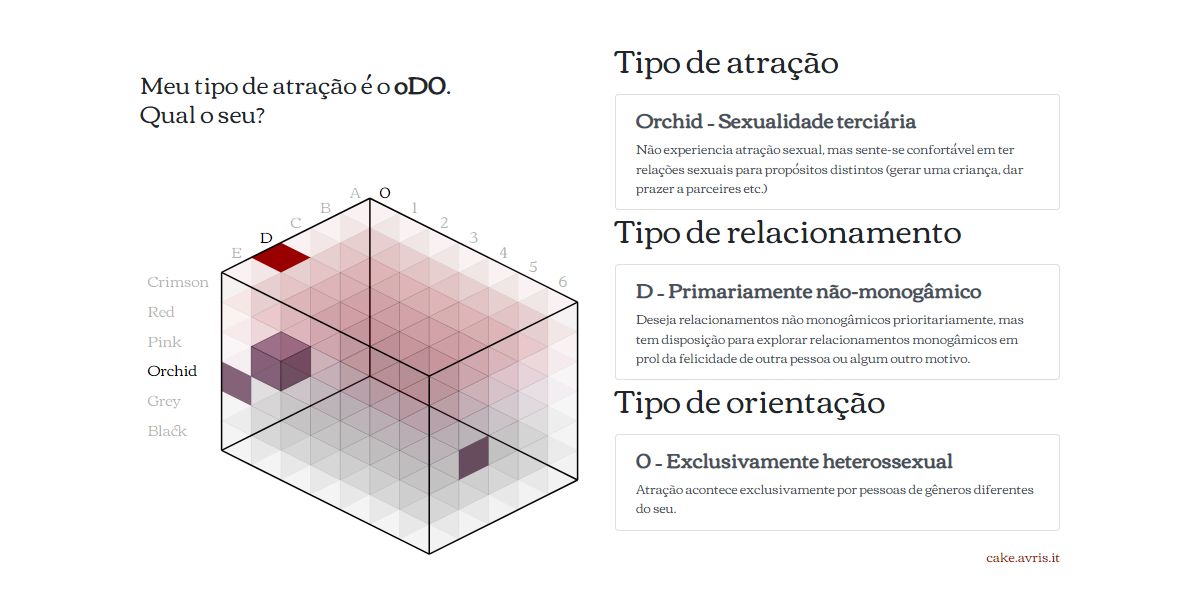 Meu tipo de atração é o oDO.
Qual o seu?
A
O
B
1
C
2
D
3
E
4
5
6
Crimson
Red
Pink
Orchid
Grey
Black
Tipo de atração
Orchid - Sexualidade terciária
Não experiencia atração sexual, mas sente-se confortável em ter
relações sexuais para propósitos distintos (gerar uma criança, dar
prazer a parceires etc.)
Tipo de relacionamento
D - Primariamente não-monogâmico
Deseja relacionamentos não monogâmicos prioritariamente, mas
tem disposição para explorar relacionamentos monogâmicos em
prol da felicidade de outra pessoa ou algum outro motivo.
Tipo de orientação
0 - Exclusivamente heterossexual
Atração acontece exclusivamente por pessoas de gêneros diferentes
do seu.
cake.avris.it